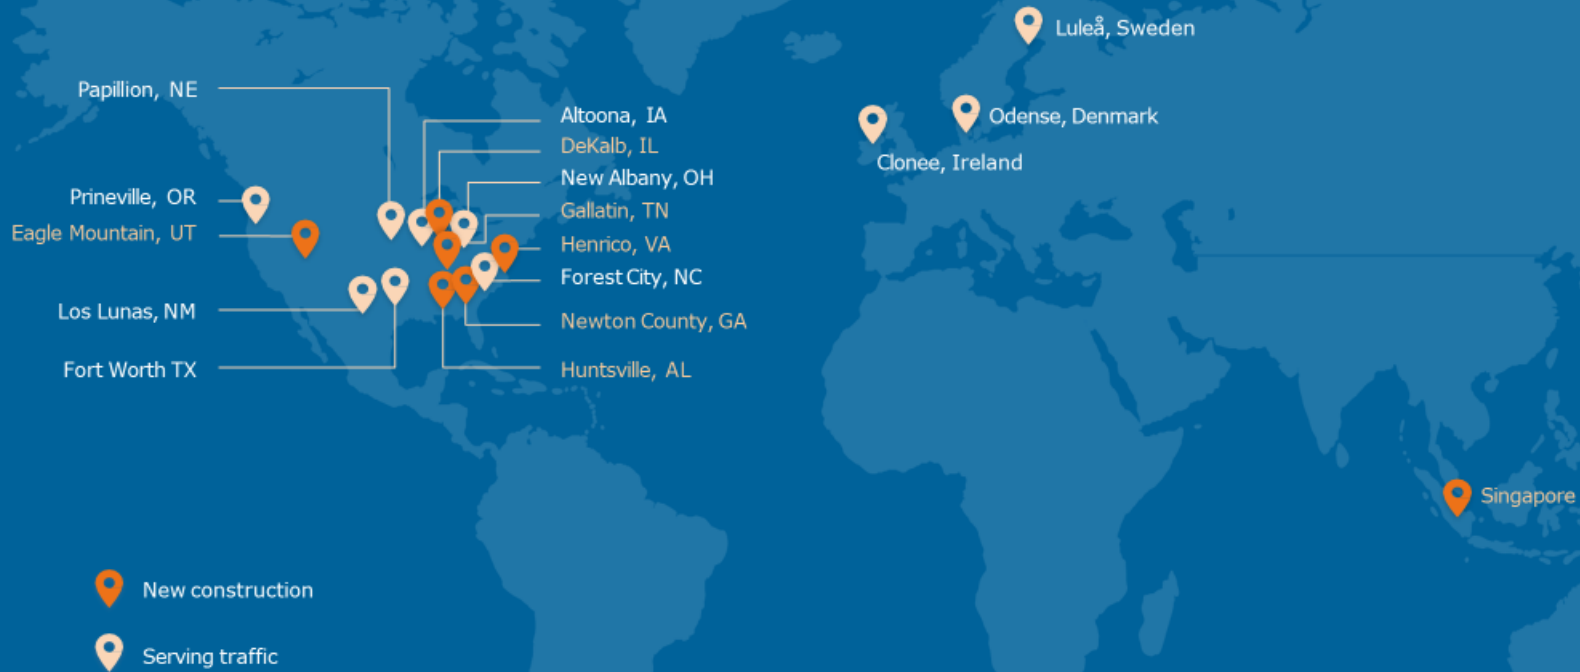 Luleå, Sweden
Papillion, NE
Altoona, IA
Odense, Denmark
DeKalb, IL
Clonee, Ireland
New Albany, OH
Prineville, OR
Gallatin, TN
Eagle Mountain, UT
Henrico, VA
Forest City, NC
Los Lunas, NM
Newton County, GA
Fort Worth TX
Huntsville, AL
Singapore
New construction
Serving traffic